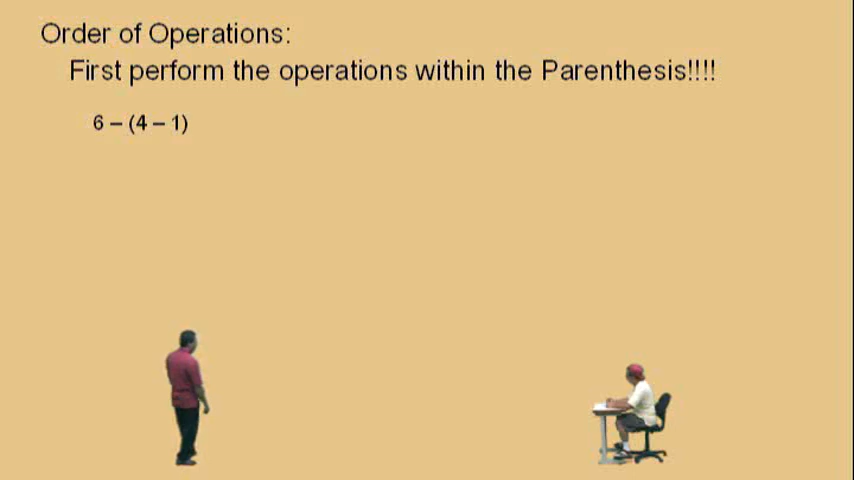 Order of Operations:
First perform the operations within the Parenthesis!!!!
6 – (4 – 1)